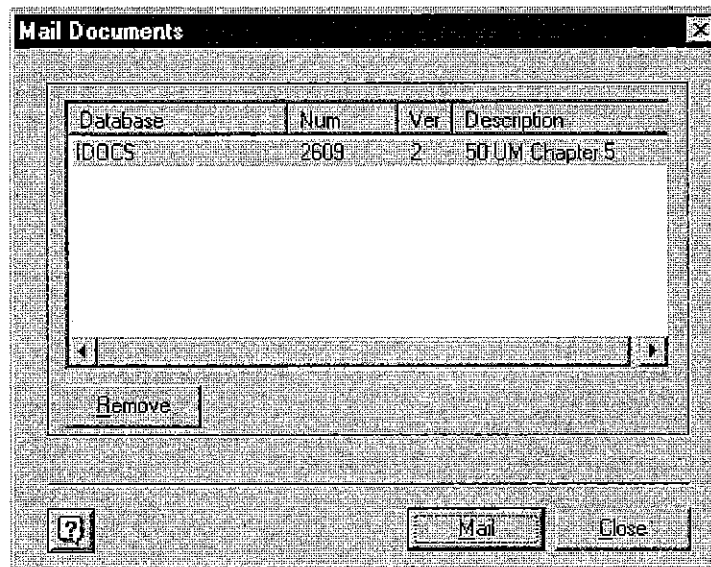 Mail Documents
Database Num Ver Description
IDOCS 2609 2 50 UM Chapter 5
Remove
Mail Close